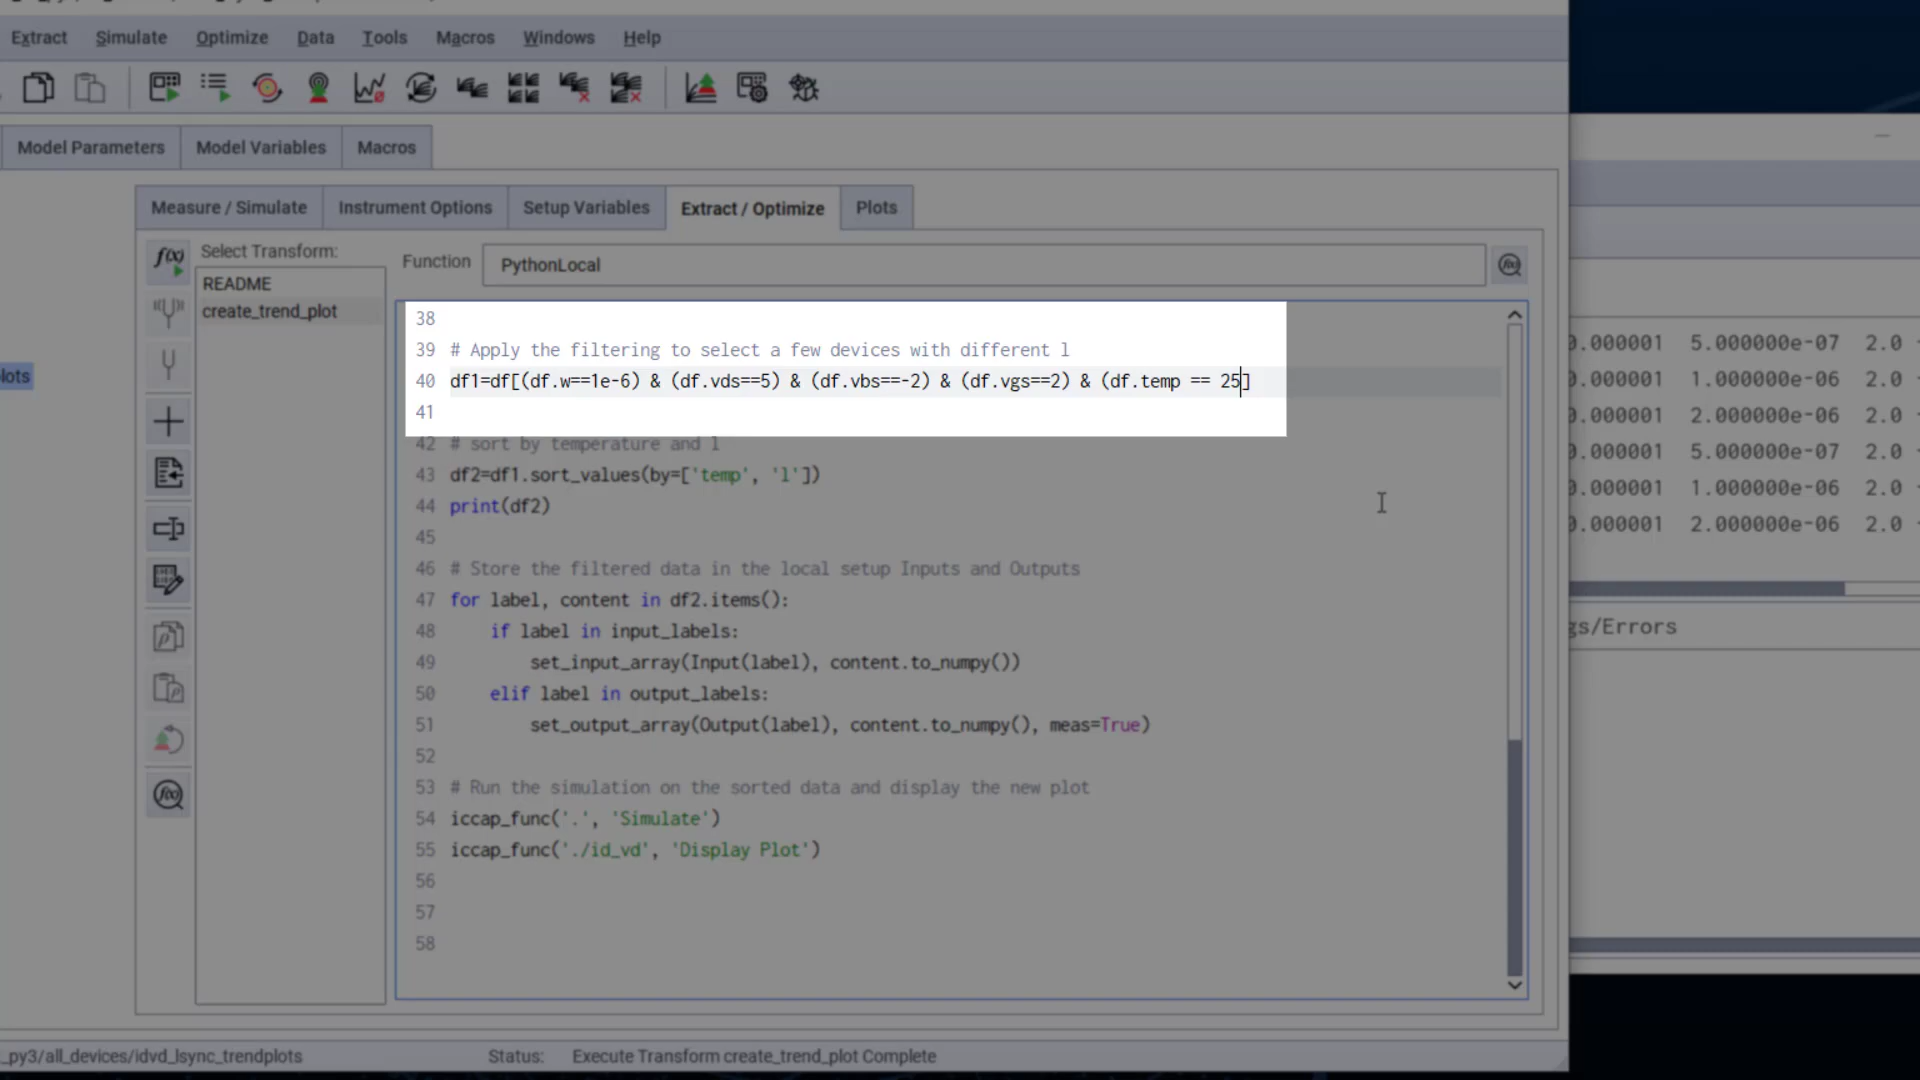 Extract Simulate Optimize Data Tools Macros Windows Help
Model Parameters Model Variables Macros
Measure / Simulate Instrument Options Setup Variables Extract / Optimize Plots
Select Transform:
README
create_trend_plot
Function PythonLocal
38
39 # Apply the filtering to select a few devices with different l
40 df1=df[(df.w==1e-6) & (df.vds==5) & (df.vbs==-2) & (df.vgs==2) & (df.temp == 25]
41
42 # sort by temperature and l
43 df2=df1.sort_values(by=['temp', 'l'])
44 print(df2)
45
46 # Store the filtered data in the local setup Inputs and Outputs
47 for label, content in df2.items():
48 if label in input_labels:
49 set_input_array(Input(label), content.to_numpy())
50 elif label in output_labels:
51 set_output_array(Output(label), content.to_numpy(), meas=True)
52
53 # Run the simulation on the sorted data and display the new plot
54 iccap_func('.', 'Simulate')
55 iccap_func('./id_vd', 'Display Plot')
56
57
58
lots
0.000001 5.000000e-07 2.0
0.000001 1.000000e-06 2.0
0.000001 2.000000e-06 2.0
0.000001 5.000000e-07 2.0
0.000001 1.000000e-06 2.0
0.000001 2.000000e-06 2.0
gs/Errors
_py3/all_devices/idvd_lsync_trendplots
Status: Execute Transform create_trend_plot Complete